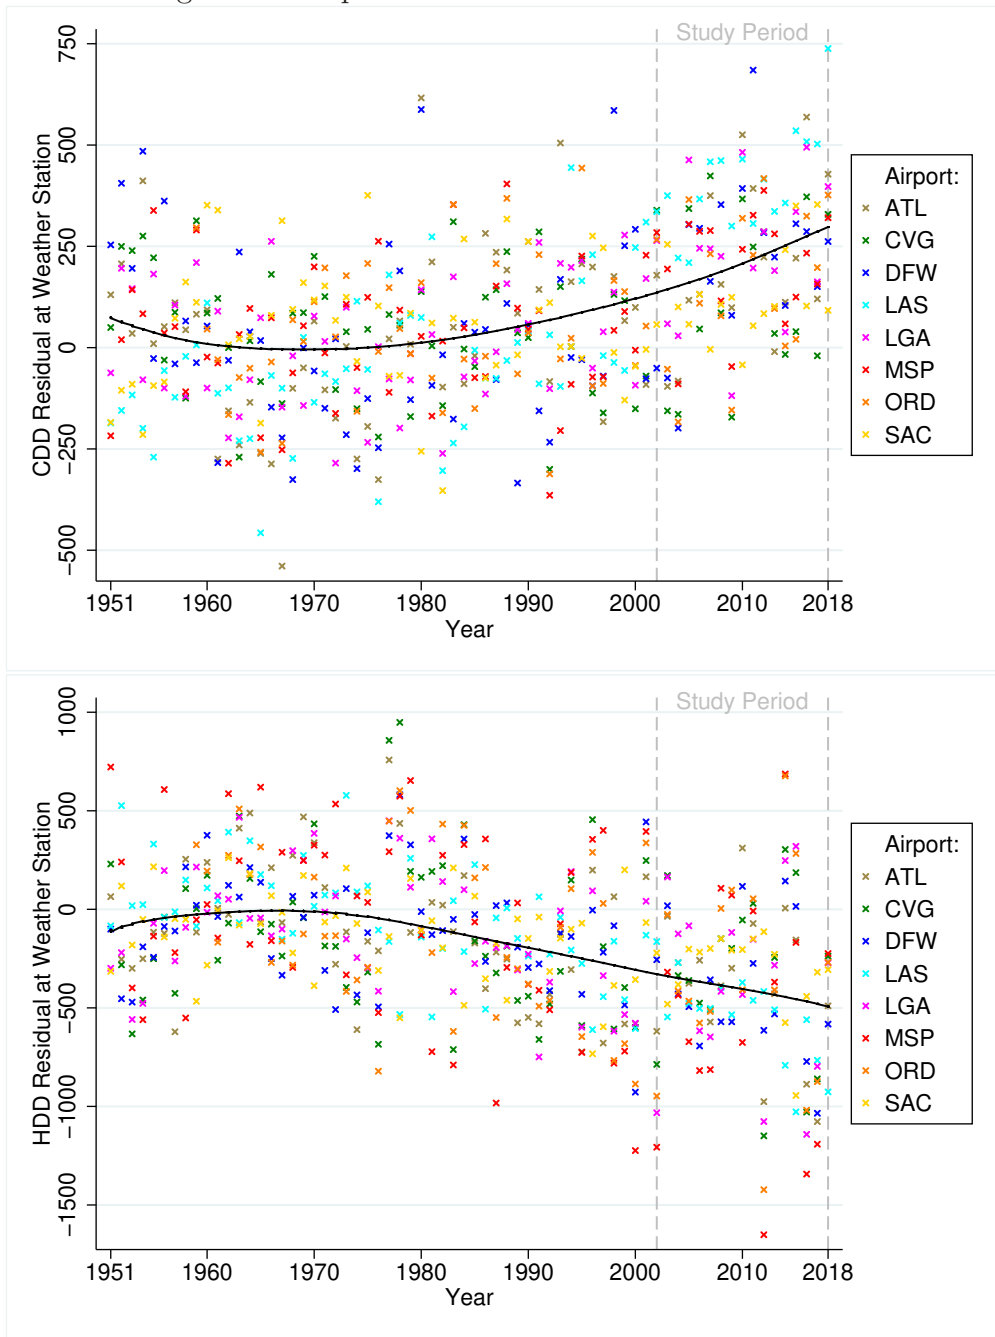 Study Period
750
500
250
0
−250
−500
CDD Residual at Weather Station
1951 1960 1970 1980 1990 2000 2010 2018
Year
Airport:
ATL
CVG
DFW
LAS
LGA
MSP
ORD
SAC
Study Period
1000
500
0
−500
−1000
−1500
HDD Residual at Weather Station
1951 1960 1970 1980 1990 2000 2010 2018
Year
Airport:
ATL
CVG
DFW
LAS
LGA
MSP
ORD
SAC